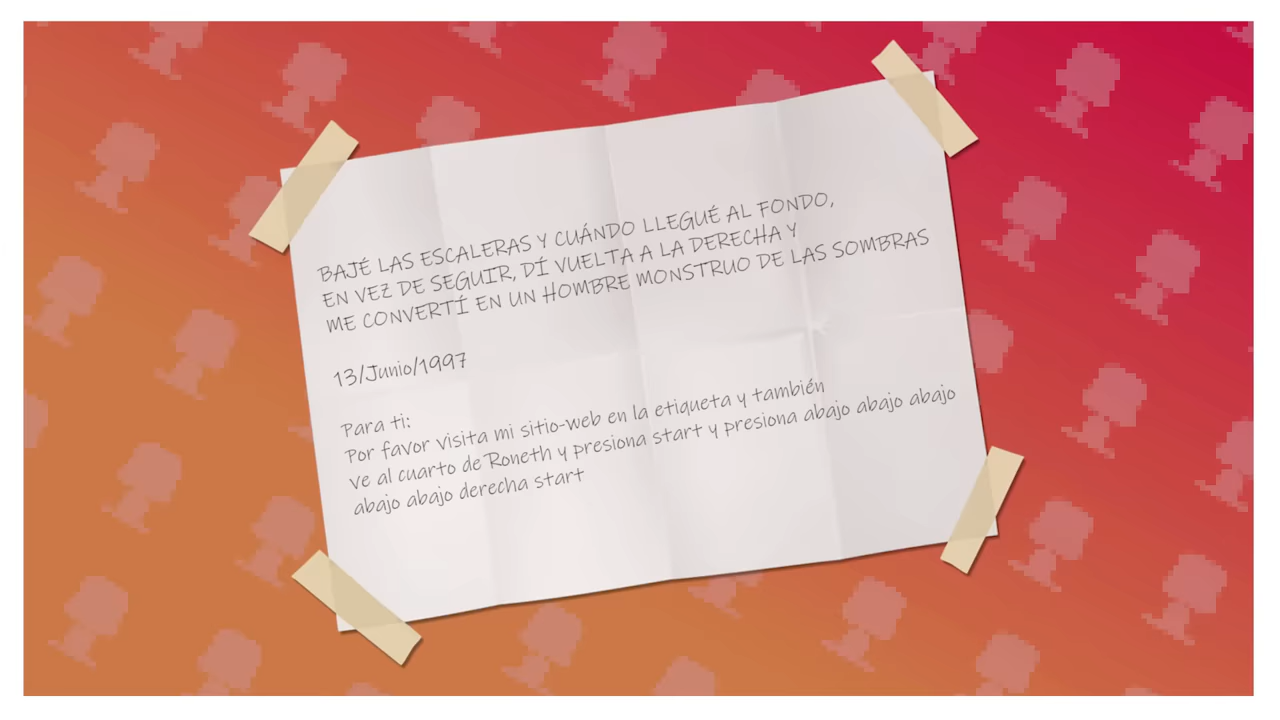 BAJÉ LAS ESCALERAS Y CUÁNDO LLEGUÉ AL FONDO,
EN VEZ DE SEGUIR, DÍ VUELTA A LA DERECHA Y
ME CONVERTÍ EN UN HOMBRE MONSTRUO DE LAS SOMBRAS
13/Junio/1997
Para ti:
Por favor visita mi sitio-web en la etiqueta y también
ve al cuarto de Roneth y presiona start y presiona abajo abajo abajo
abajo abajo derecha start